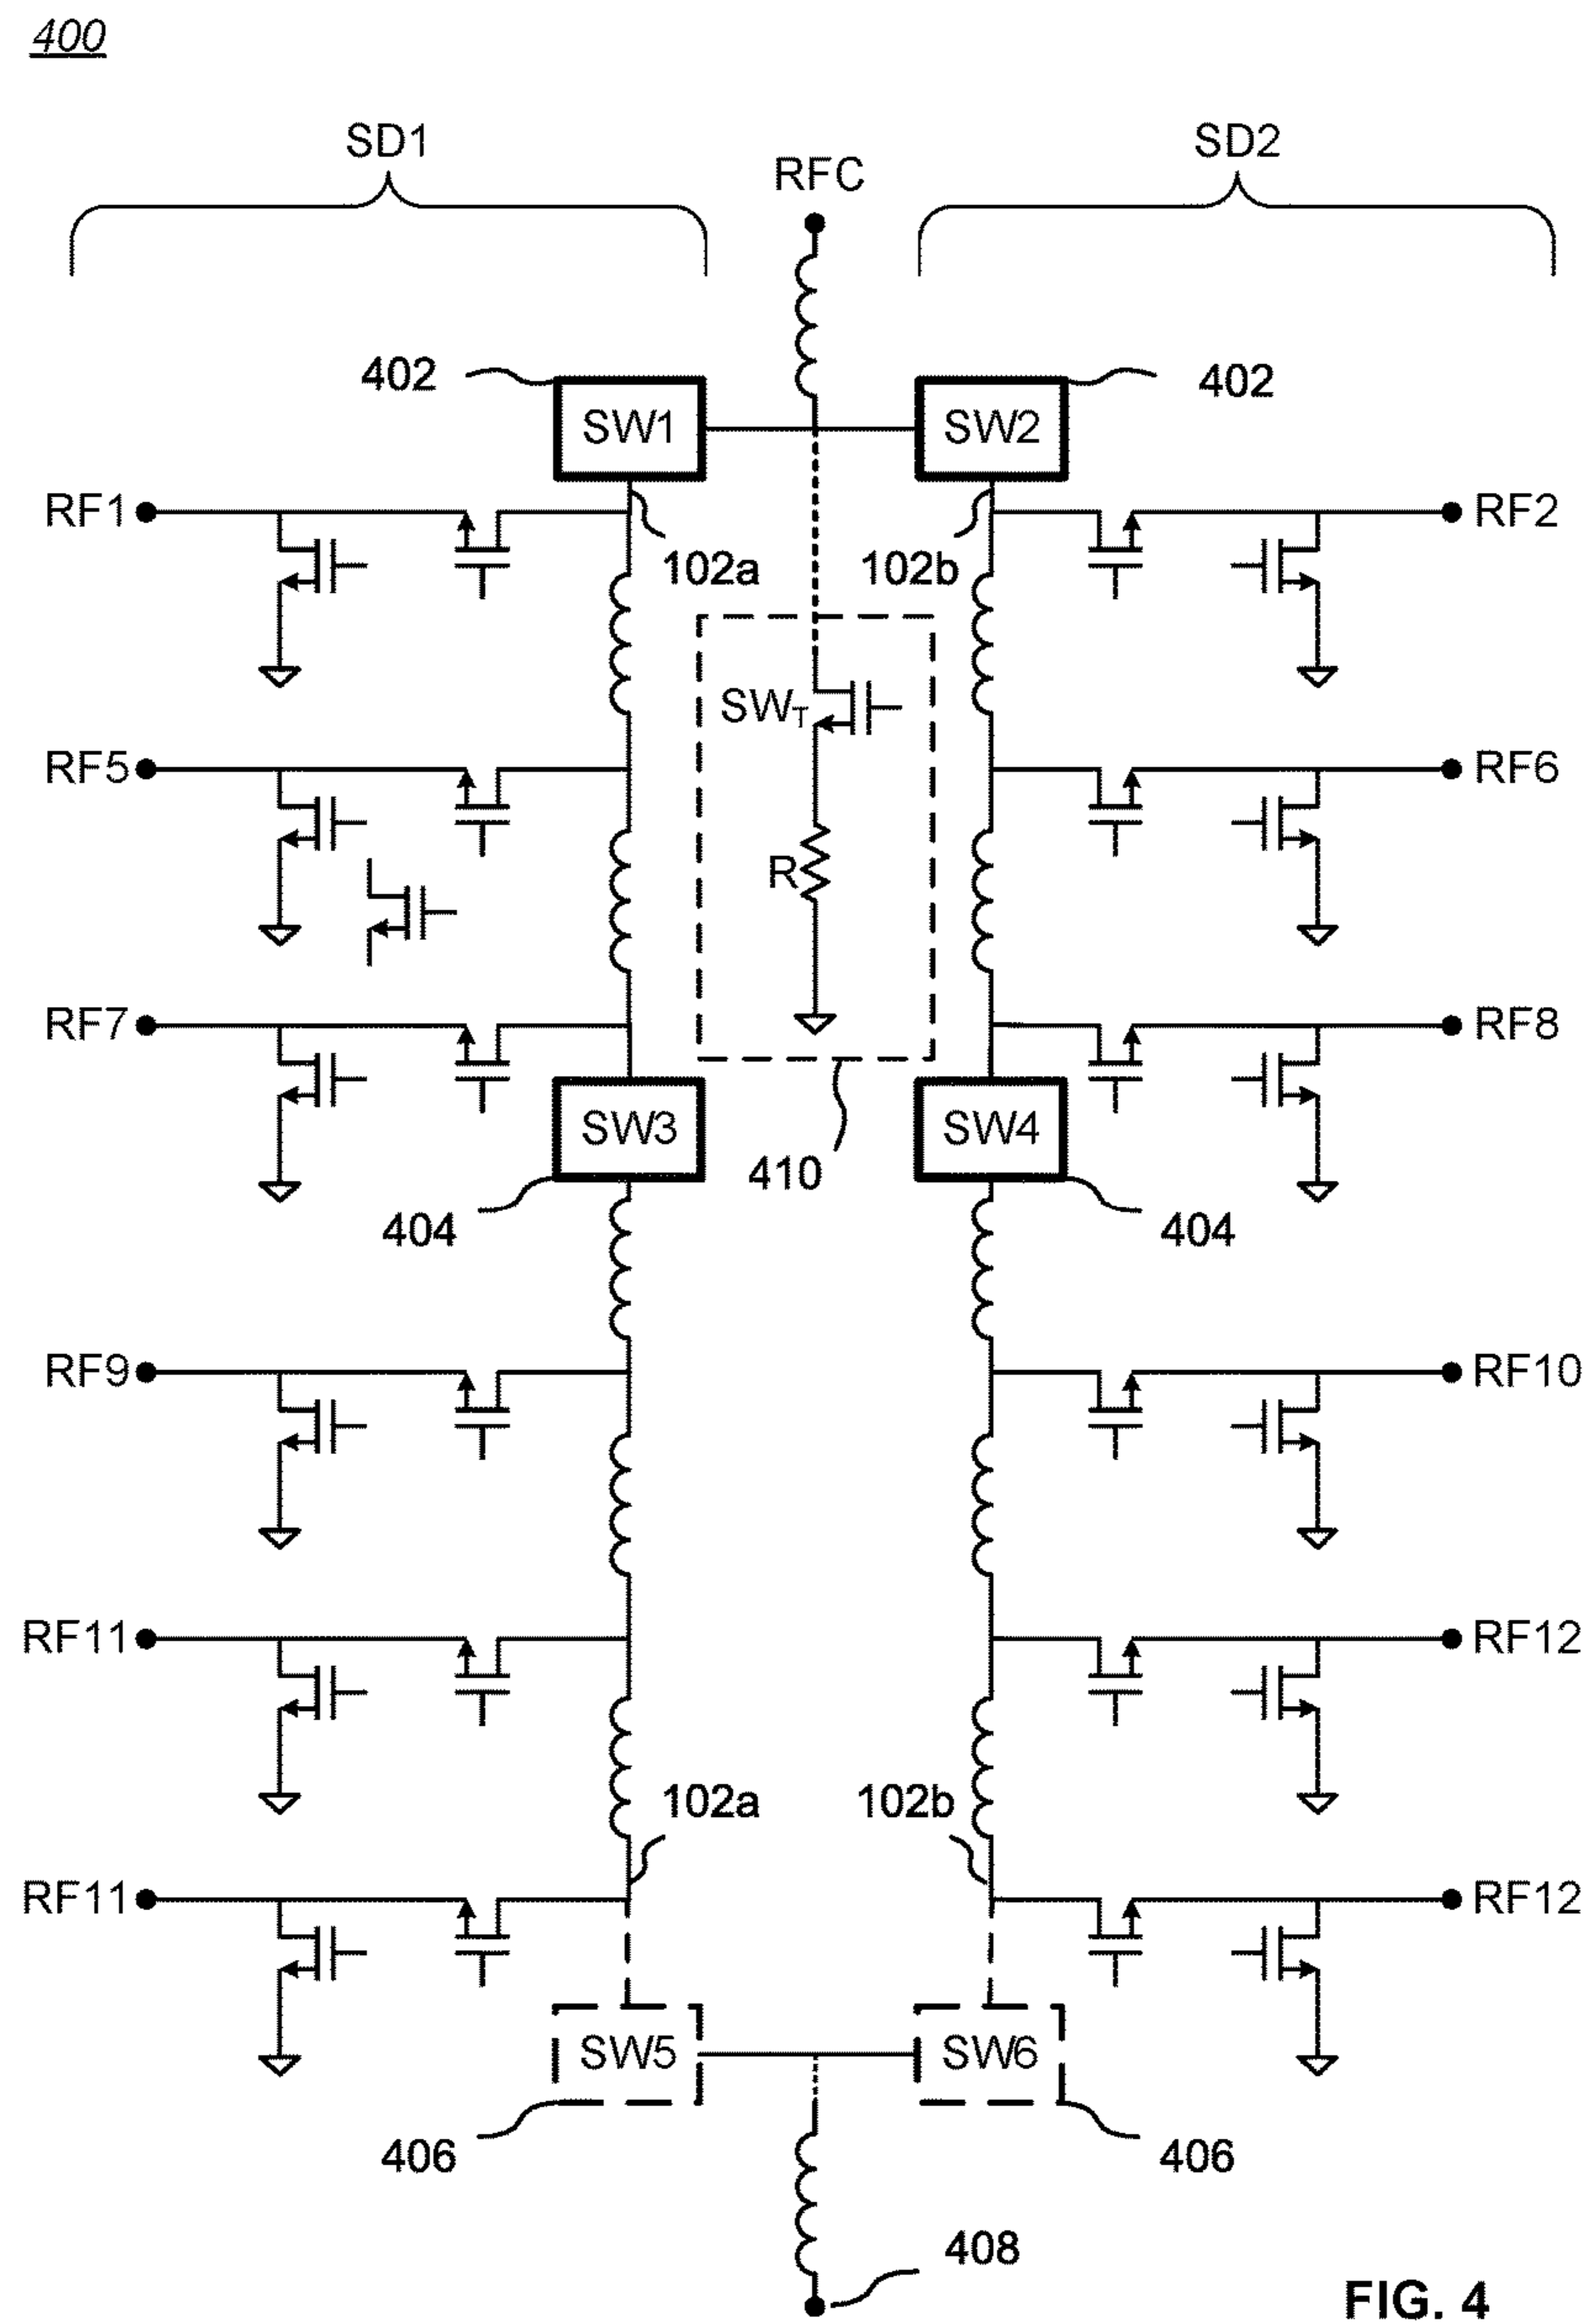 400
SD1
SD2
RFC
402
SW1
SW2
402
RF1
RF2
102a
102b
SWT
RF5
RF6
R
RF7
RF8
SW3
SW4
410
404
404
RF9
RF10
RF11
RF12
102a
102b
RF11
RF12
SW5
SW6
406
406
408
FIG. 4